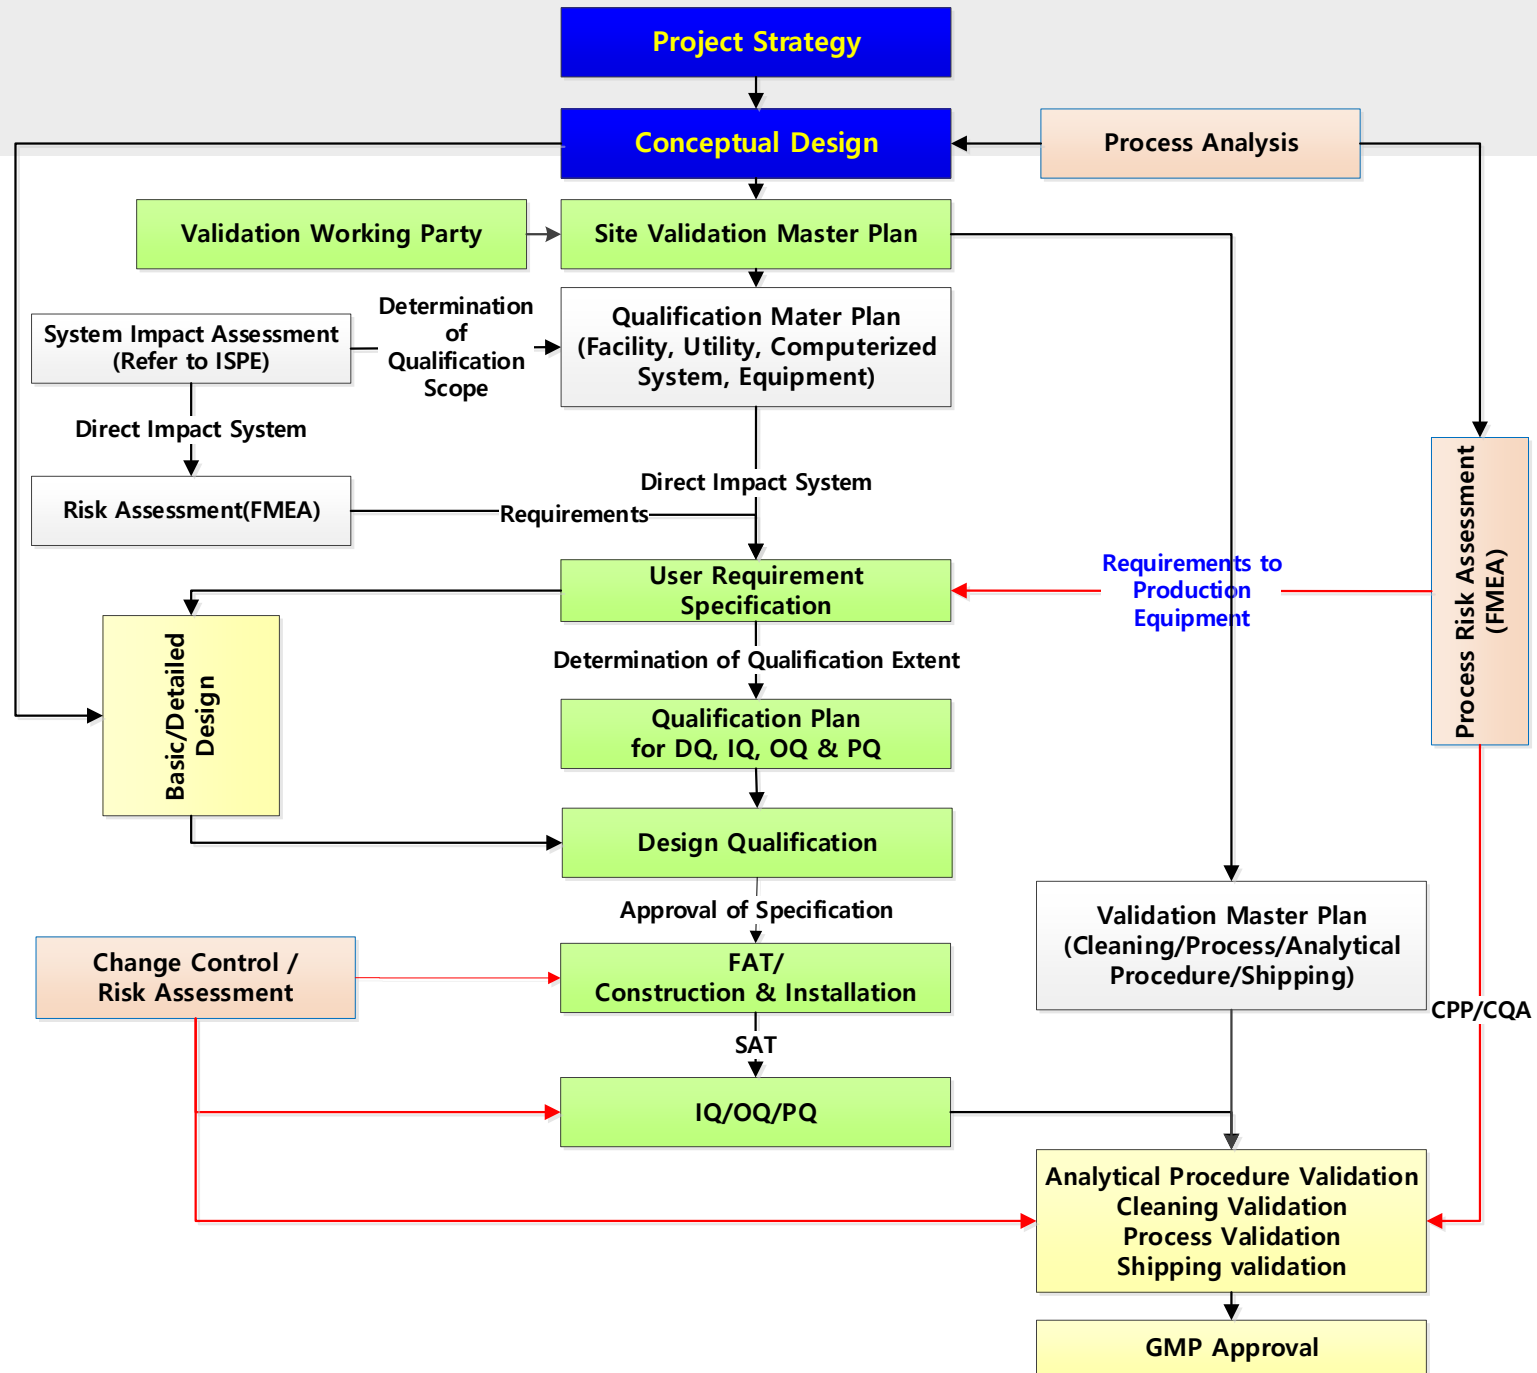 Project Strategy
Conceptual Design
Process Analysis
Validation Working Party
Site Validation Master Plan
System Impact Assessment
(Refer to ISPE)
Determination
of
Qualification
Scope
Qualification Mater Plan
(Facility, Utility, Computerized
System, Equipment)
Direct Impact System
Direct Impact System
Risk Assessment(FMEA)
Requirements
Process Risk Assessment
(FMEA)
Requirements to
Production
Equipment
User Requirement
Specification
Basic/Detailed
Design
Determination of Qualification Extent
Qualification Plan
for DQ, IQ, OQ & PQ
Design Qualification
Approval of Specification
Validation Master Plan
(Cleaning/Process/Analytical
Procedure/Shipping)
Change Control /
Risk Assessment
FAT/
Construction & Installation
CPP/CQA
SAT
IQ/OQ/PQ
Analytical Procedure Validation
Cleaning Validation
Process Validation
Shipping validation
GMP Approval